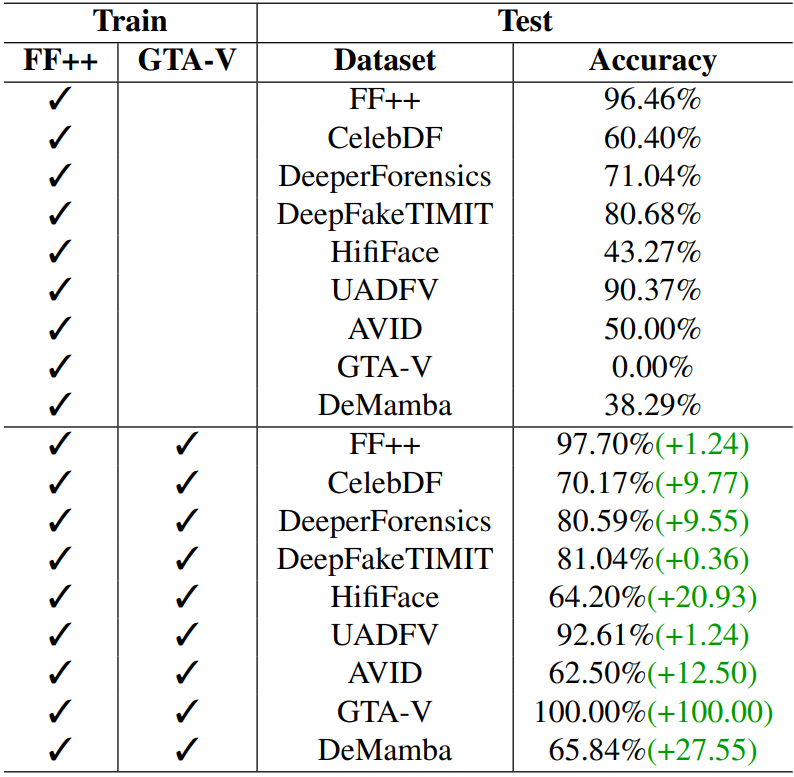 Train Test
FF++ GTA-V Dataset Accuracy
✓ FF++ 96.46%
✓ CelebDF 60.40%
✓ DeeperForensics 71.04%
✓ DeepFakeTIMIT 80.68%
✓ HifiFace 43.27%
✓ UADFV 90.37%
✓ AVID 50.00%
✓ GTA-V 0.00%
✓ DeMamba 38.29%
✓ ✓ FF++ 97.70%(+1.24)
✓ ✓ CelebDF 70.17%(+9.77)
✓ ✓ DeeperForensics 80.59%(+9.55)
✓ ✓ DeepFakeTIMIT 81.04%(+0.36)
✓ ✓ HifiFace 64.20%(+20.93)
✓ ✓ UADFV 92.61%(+1.24)
✓ ✓ AVID 62.50%(+12.50)
✓ ✓ GTA-V 100.00%(+100.00)
✓ ✓ DeMamba 65.84%(+27.55)